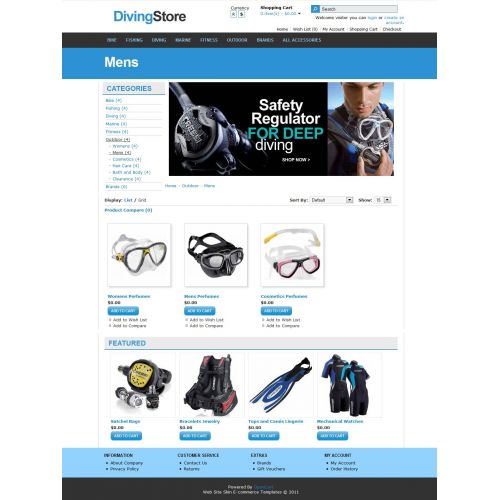 DivingStore
Currency
€ $
Shopping Cart
0 item(s) - $0.00
Search
Welcome visitor you can login or create an account.
Home | Wish List (0) | My Account | Shopping Cart | Checkout
BIKE FISHING DIVING MARINE FITNESS OUTDOOR BRANDS ALL ACCESSORIES
Mens
CATEGORIES
Bike (4)
Fishing (4)
Diving (4)
Marine (4)
Fitness (4)
Outdoor (4)
- Womens (4)
- Mens (4)
- Cosmetics (4)
- Hair Care (4)
- Bath and Body (4)
- Clearance (4)
Brands (4)
Safety
Regulator
FOR DEEP
diving
SHOP NOW >
Home - Outdoor - Mens
Display: List / Grid
Sort By: Default
Show: 15
Product Compare (0)
Womens Perfumes
$0.00
ADD TO CART
Add to Wish List
Add to Compare
Mens Perfumes
$0.00
ADD TO CART
Add to Wish List
Add to Compare
Cosmetics Perfumes
$0.00
ADD TO CART
Add to Wish List
Add to Compare
FEATURED
Satchel Bags
$0.00
ADD TO CART
Bracelets Jewelry
$0.00
ADD TO CART
Tops and Camis Lingerie
$0.00
ADD TO CART
Mechanical Watches
$0.00
ADD TO CART
INFORMATION
About Company
Privacy Policy
CUSTOMER SERVICE
Contact Us
Returns
EXTRAS
Brands
Gift Vouchers
MY ACCOUNT
My Account
Order History
Powered By OpenCart
Web Site Skin E-commerce Templates © 2011